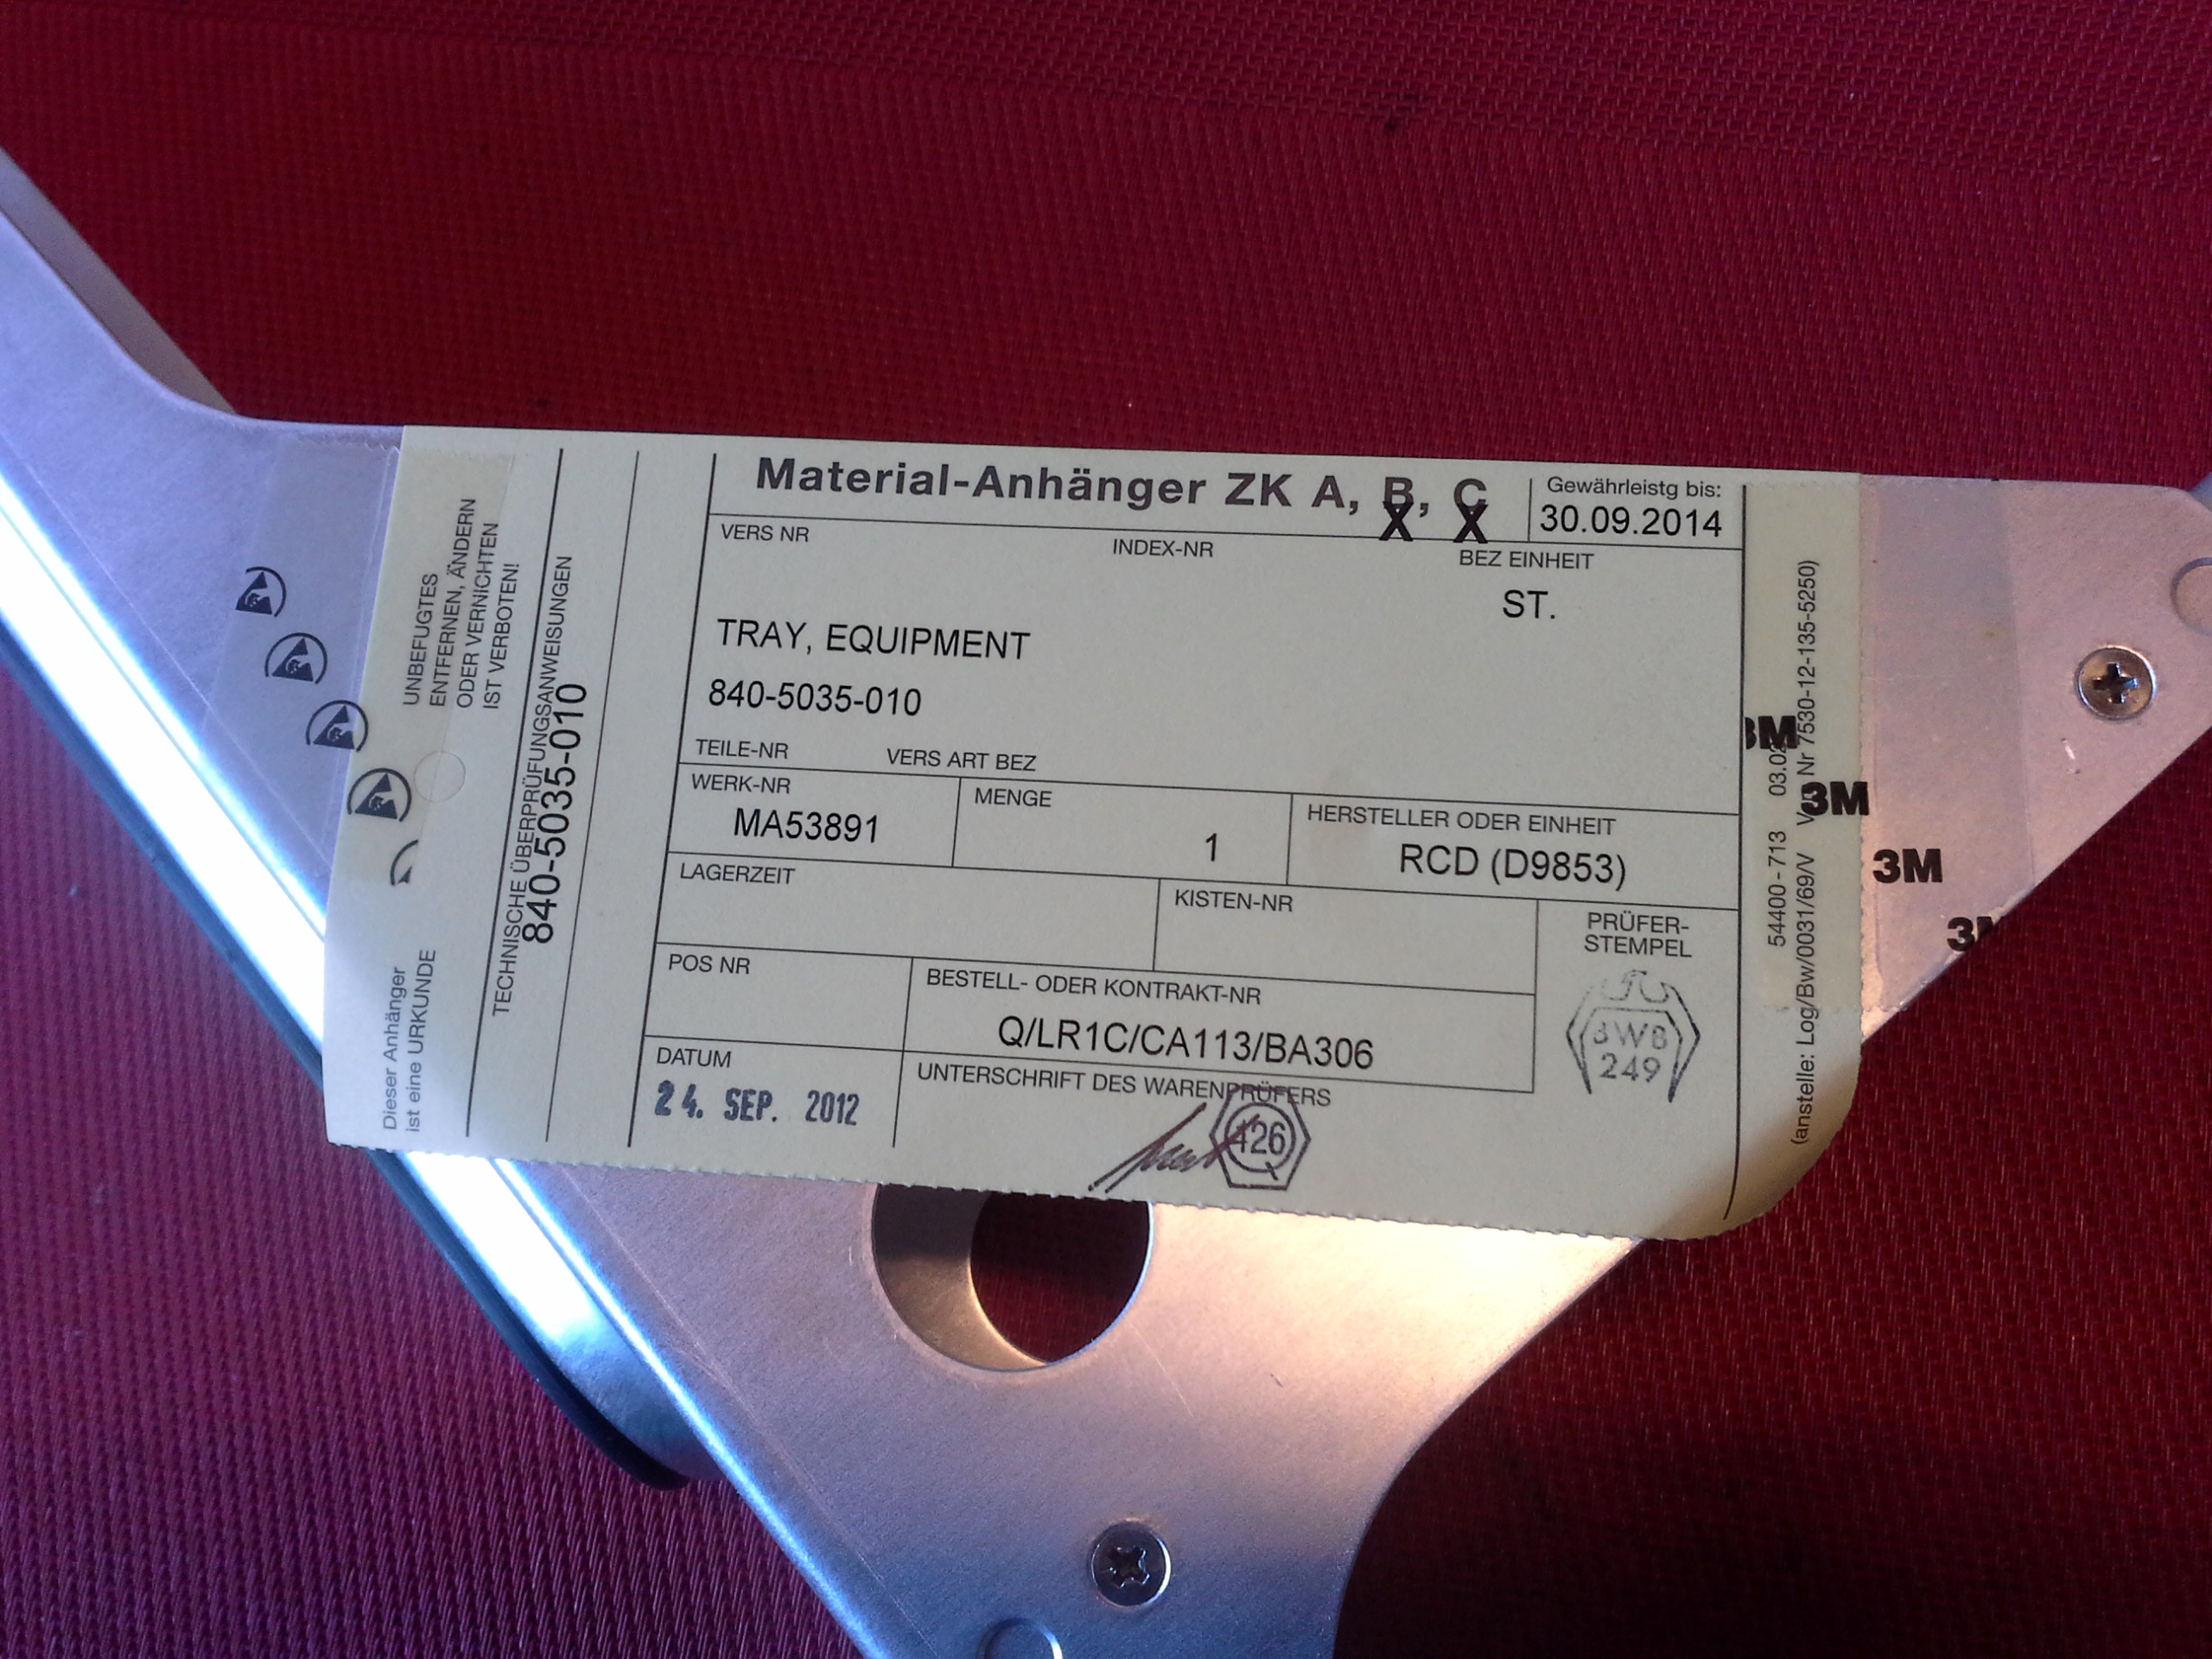 Material-Anhänger ZK A, B, C
X X
Gewährleistg bis:
30.09.2014
VERS NR
INDEX-NR
BEZ EINHEIT
ST.
TRAY, EQUIPMENT
840-5035-010
TEILE-NR
VERS ART BEZ
WERK-NR
MA53891
MENGE
1
HERSTELLER ODER EINHEIT
RCD (D9853)
LAGERZEIT
KISTEN-NR
PRÜFER-
STEMPEL
249
POS NR
BESTELL- ODER KONTRAKT-NR
Q/LR1C/CA113/BA306
DATUM
24. SEP. 2012
UNTERSCHRIFT DES WARENPRÜFERS
426
Q
UNBEFUGTES
ENTFERNEN, ÄNDERN
ODER VERNICHTEN
IST VERBOTEN!
Dieser Anhänger
ist eine URKUNDE
TECHNISCHE ÜBERPRÜFUNGSANWEISUNGEN
840-5035-010
54400 - 713 Nr 7530-12-135-5250)
(anstelle: Log/Bw/0031/69/V
3M
3M
3M
3M